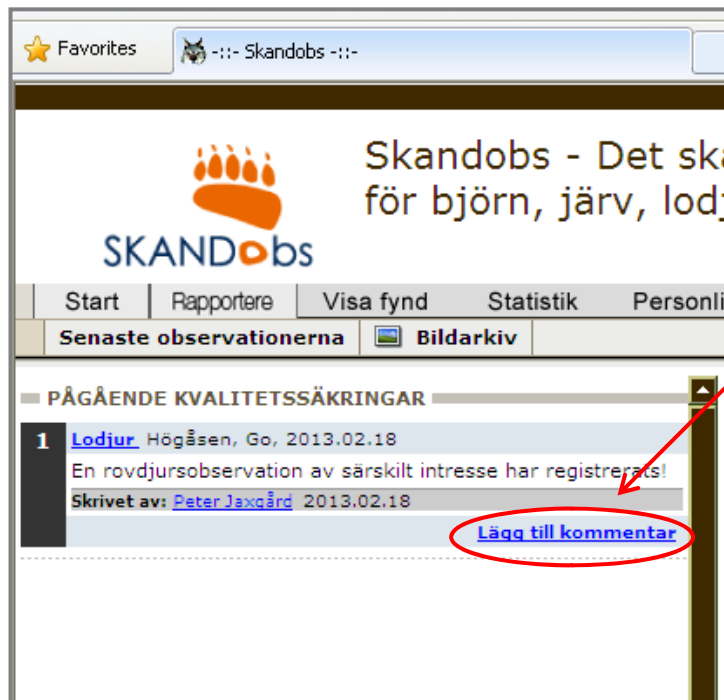 Favorites
-::- Skandobs -::-
Skandobs - Det ska
för björn, järv, lodj
SKANDobs
Start Rapportere Visa fynd Statistik Personli
Senaste observationerna Bildarkiv
PÅGÅENDE KVALITETSSÄKRINGAR
1 Lodjur Högåsen, Go, 2013.02.18
En rovdjursobservation av särskilt intresse har registrerats!
Skrivet av: Peter Jaxgård 2013.02.18
Lägg till kommentar